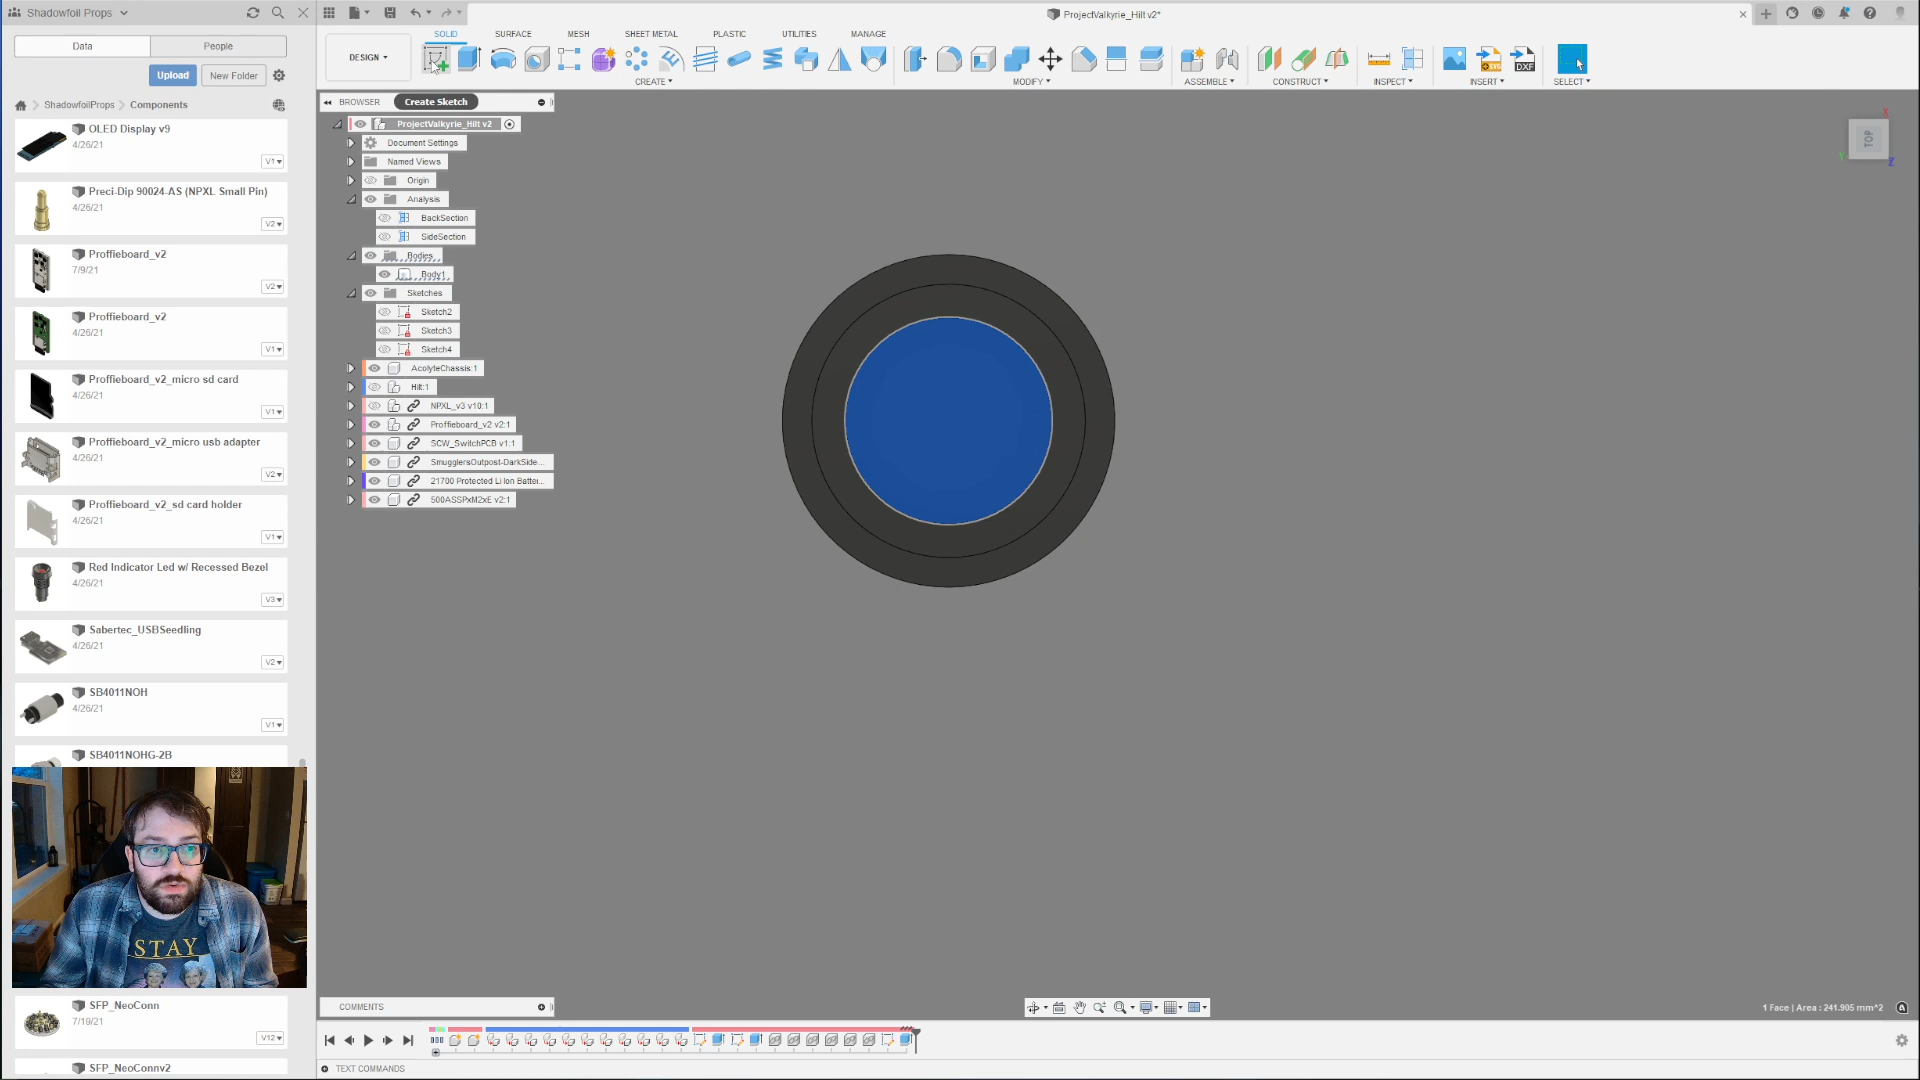 Shadowfoil Props
Data
People
Upload
New Folder
ShadowfoilProps
Components
OLED Display v9
4/26/21
V1
Preci-Dip 90024-AS (NPXL Small Pin)
4/26/21
V2
Proffieboard_v2
7/9/21
V2
Proffieboard_v2
4/26/21
V1
Proffieboard_v2_micro sd card
4/26/21
V1
Proffieboard_v2_micro usb adapter
4/26/21
V2
Proffieboard_v2_sd card holder
4/26/21
V1
Red Indicator Led w/ Recessed Bezel
4/26/21
V3
Sabertec_USBSeedling
4/26/21
V2
SB4011NOH
4/26/21
V1
SB4011NOHG-2B
STAY
SFP_NeoConn
7/19/21
V12
SFP_NeoConnv2
ProjectValkyrie_Hilt v2*
DESIGN
SOLID
SURFACE
MESH
SHEET METAL
PLASTIC
UTILITIES
MANAGE
CREATE
MODIFY
ASSEMBLE
CONSTRUCT
INSPECT
INSERT
SELECT
DXF
BROWSER
Create Sketch
ProjectValkyrie_Hilt v2
Document Settings
Named Views
Origin
Analysis
BackSection
SideSection
Bodies
Body1
Sketches
Sketch2
Sketch3
Sketch4
AcolyteChassis:1
Hilt:1
NPXL_v3 v10:1
Proffieboard_v2 v2:1
SCW_SwitchPCB v1:1
SmugglersOutpost-DarkSide...
21700 Protected Li Ion Batter...
500ASSPxM2xE v2:1
TOP
X
Y
Z
COMMENTS
1 Face | Area : 241.905 mm^2
TEXT COMMANDS